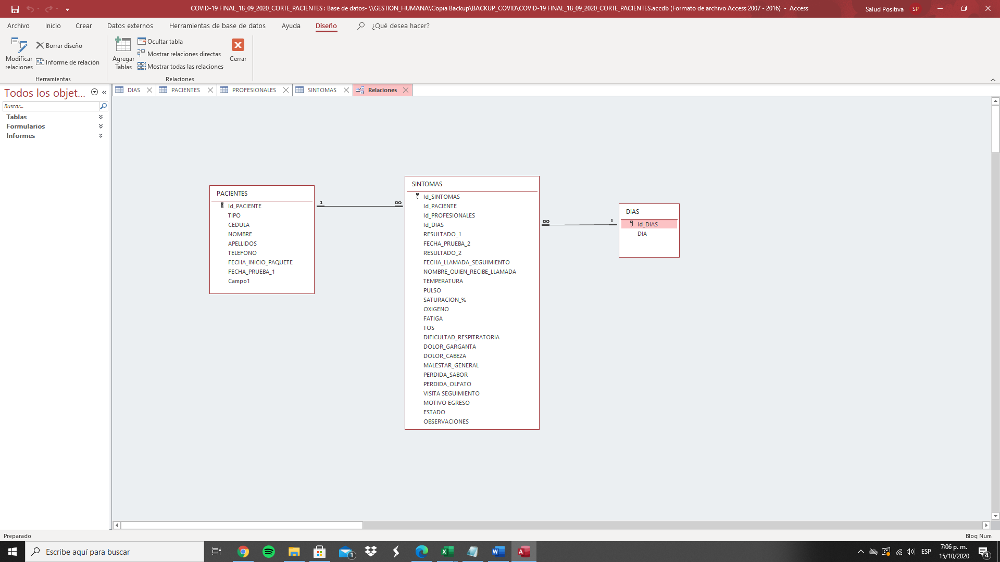 COVID-19 FINAL_18_09_2020_CORTE_PACIENTES : Base de datos- \\GESTION_HUMANA\Copia Backup\BACKUP_COVID\COVID-19 FINAL_18_09_2020_CORTE_PACIENTES.accdb (Formato de archivo Access 2007 - 2016) - Access
Salud Positiva SP
Archivo Inicio Crear Datos externos Herramientas de base de datos Ayuda Diseño ¿Qué desea hacer?
Modificar relaciones
Borrar diseño
Informe de relación
Herramientas
Agregar Tablas
Ocultar tabla
Mostrar relaciones directas
Mostrar todas las relaciones
Cerrar
Relaciones
Todos los objet...
Buscar...
Tablas
Formularios
Informes
DIAS PACIENTES PROFESIONALES SINTOMAS Relaciones
PACIENTES
Id_PACIENTE
TIPO
CEDULA
NOMBRE
APELLIDOS
TELEFONO
FECHA_INICIO_PAQUETE
FECHA_PRUEBA_1
Campo1
1 ∞
SINTOMAS
Id_SINTOMAS
Id_PACIENTE
Id_PROFESIONALES
Id_DIAS
RESULTADO_1
FECHA_PRUEBA_2
RESULTADO_2
FECHA_LLAMADA_SEGUIMIENTO
NOMBRE_QUIEN_RECIBE_LLAMADA
TEMPERATURA
PULSO
SATURACION_%
OXIGENO
FATIGA
TOS
DIFICULTAD_RESPITRATORIA
DOLOR_GARGANTA
DOLOR_CABEZA
MALESTAR_GENERAL
PERDIDA_SABOR
PERDIDA_OLFATO
VISITA SEGUIMIENTO
MOTIVO EGRESO
ESTADO
OBSERVACIONES
∞ 1
DIAS
Id_DIAS
DIA
Preparado
Bloq Num
Escribe aquí para buscar
1
ESP
7:06 p. m.
15/10/2020
4